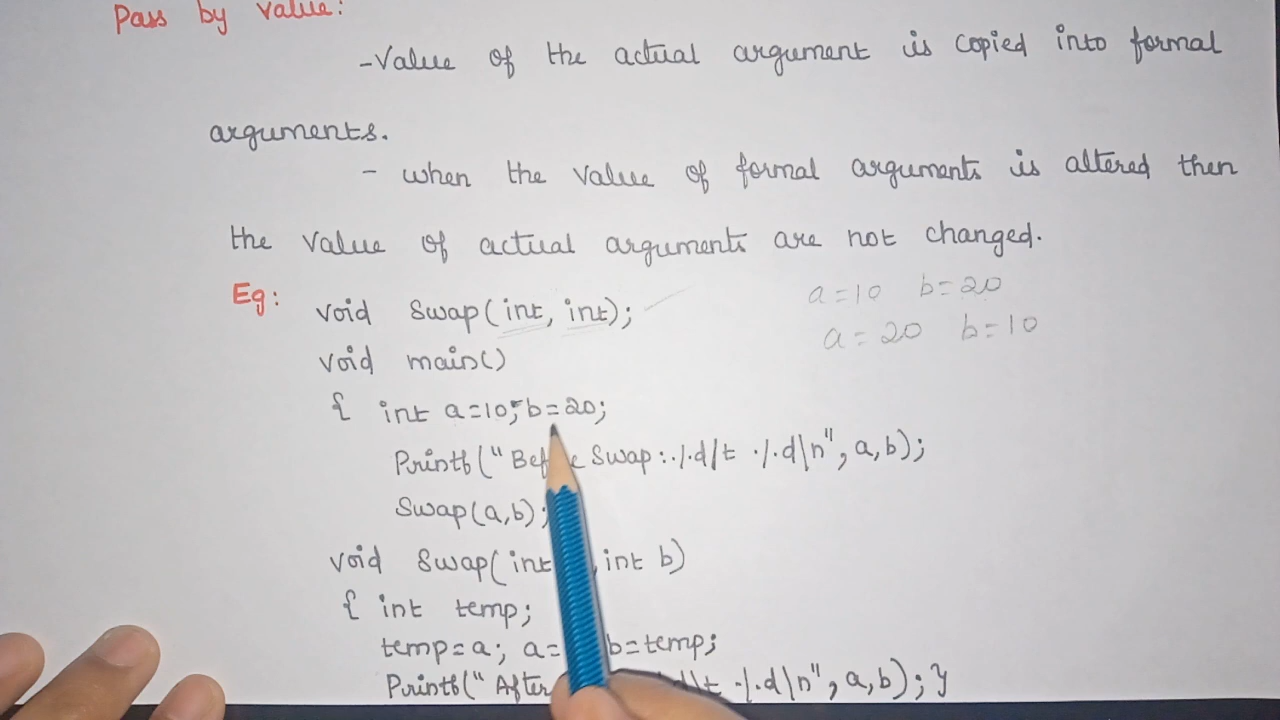 Pass by value:
-Value of the actual argument is copied into formal
arguments.
- when the value of formal arguments is altered then
the value of actual arguments are not changed.
Eg: void Swap(int, int);
a=10 b=20
a=20 b=10
void main()
{ int a=10, b=20;
Printf("Before Swap:%d/t %d\n", a,b);
Swap(a,b);
void Swap(int , int b)
{ int temp;
temp=a; a= b=temp;
Printf("After %d\t %d\n", a,b); }